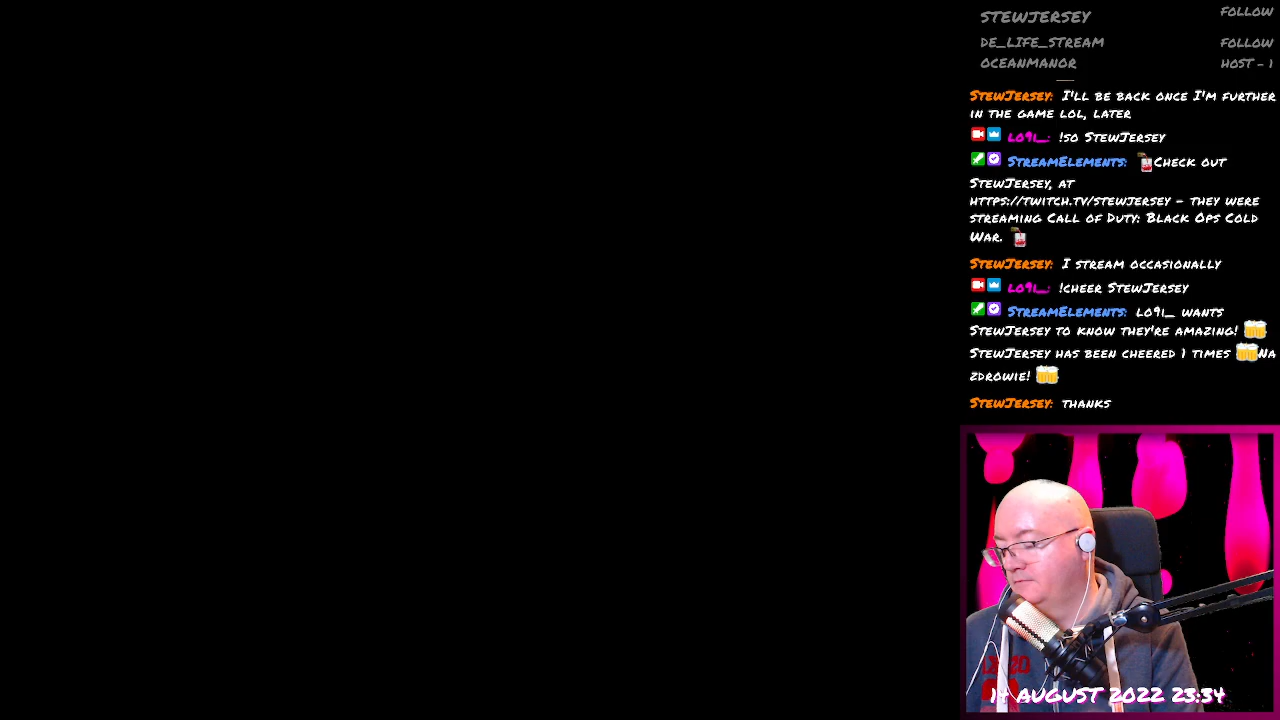 STEWJERSEY FOLLOW
DE_LIFE_STREAM FOLLOW
OCEANMANOR HOST - 1
STEWJERSEY: I'LL BE BACK ONCE I'M FURTHER
IN THE GAME LOL, LATER
LO91_: !SO STEWJERSEY
STREAMELEMENTS: CHECK OUT
STEWJERSEY, AT
HTTPS://TWITCH.TV/STEWJERSEY - THEY WERE
STREAMING CALL OF DUTY: BLACK OPS COLD
WAR.
STEWJERSEY: I STREAM OCCASIONALLY
LO91_: !CHEER STEWJERSEY
STREAMELEMENTS: LO91_ WANTS
STEWJERSEY TO KNOW THEY'RE AMAZING!
STEWJERSEY HAS BEEN CHEERED 1 TIMES NA
ZDROWIE!
STEWJERSEY: THANKS
14 AUGUST 2022 23:34